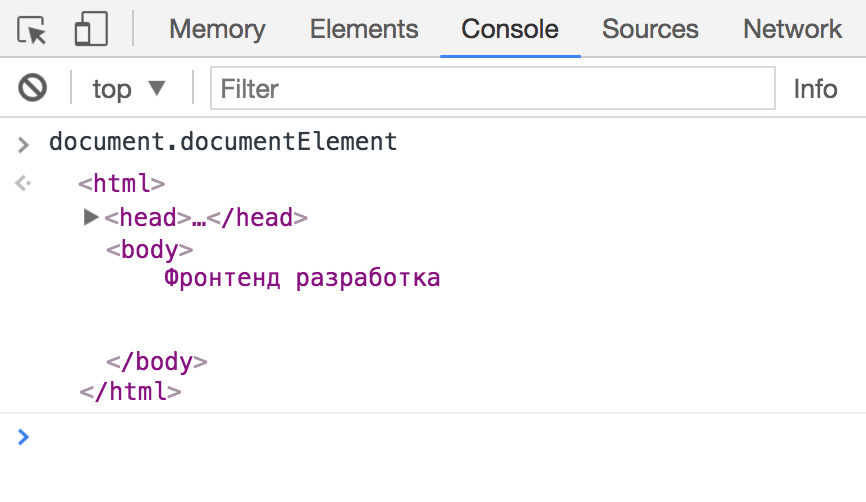 Memory Elements Console Sources Network
top ▼ Filter Info
> document.documentElement
<html>
▶<head>…</head>
<body>
Фронтенд разработка
</body>
</html>
>